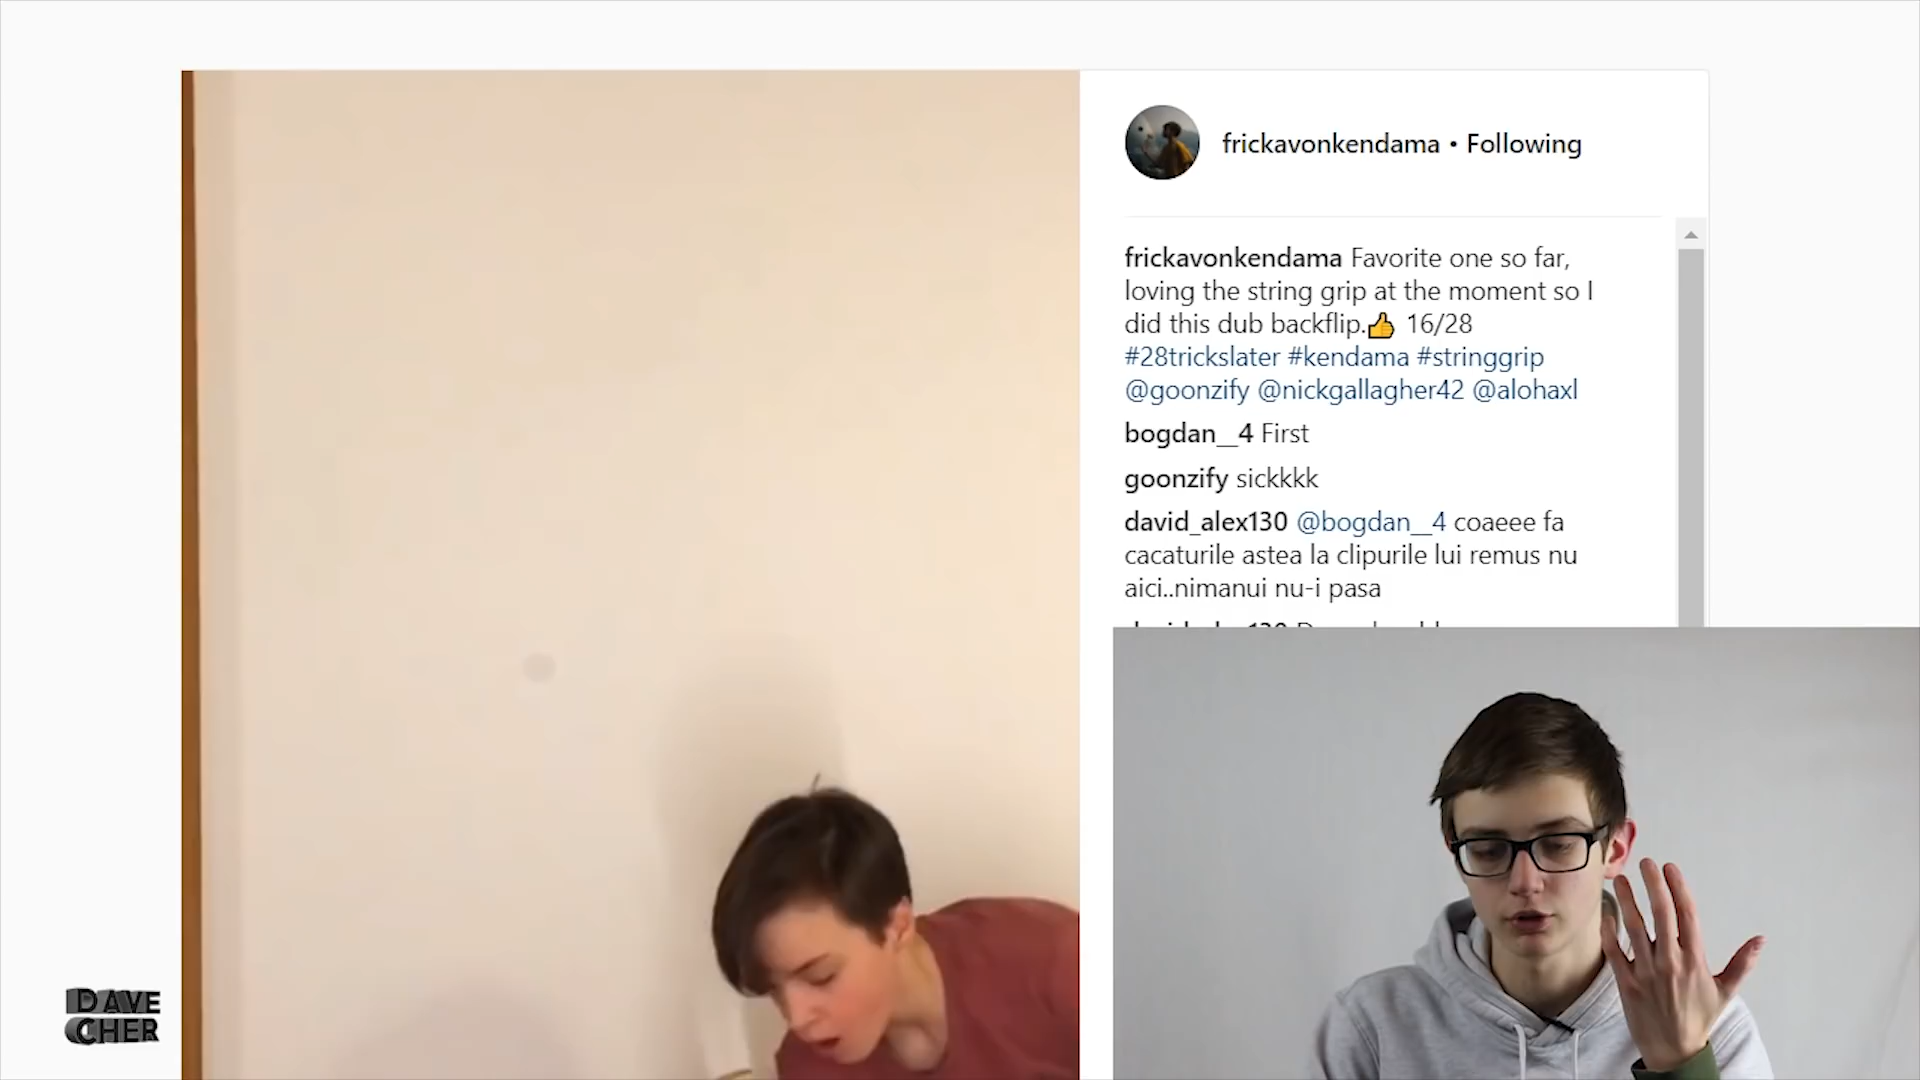 frickavonkendama • Following
frickavonkendama Favorite one so far,
loving the string grip at the moment so I
did this dub backflip.👍 16/28
#28trickslater #kendama #stringgrip
@goonzify @nickgallagher42 @alohaxl
bogdan__4 First
goonzify sickkkk
david_alex130 @bogdan__4 coaeee fa
cacaturile astea la clipurile lui remus nu
aici..nimanui nu-i pasa
DAVE
CHER